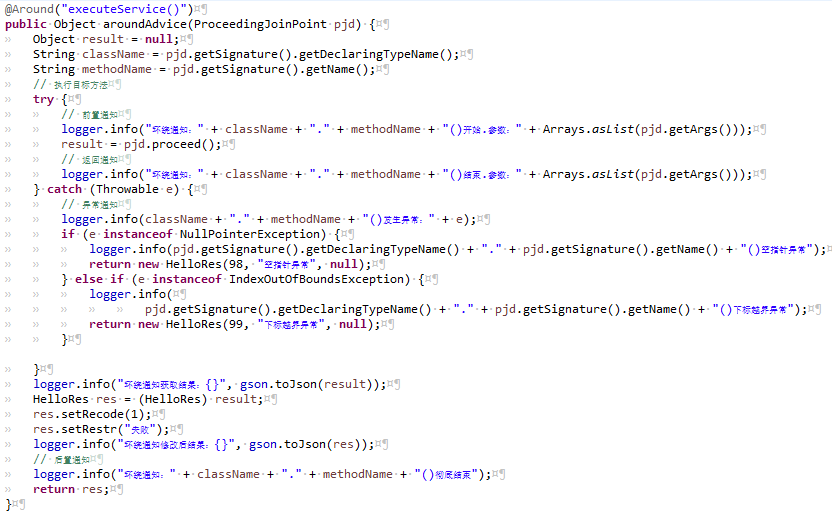 @Around("executeService()")
public Object aroundAdvice(ProceedingJoinPoint pjd) {
Object result = null;
String className = pjd.getSignature().getDeclaringTypeName();
String methodName = pjd.getSignature().getName();
// 执行目标方法
try {
// 前置通知
logger.info("环绕通知：" + className + "." + methodName + "()开始.参数：" + Arrays.asList(pjd.getArgs()));
result = pjd.proceed();
// 返回通知
logger.info("环绕通知：" + className + "." + methodName + "()结束.参数：" + Arrays.asList(pjd.getArgs()));
} catch (Throwable e) {
// 异常通知
logger.info(className + "." + methodName + "()发生异常：" + e);
if (e instanceof NullPointerException) {
logger.info(pjd.getSignature().getDeclaringTypeName() + "." + pjd.getSignature().getName() + "()空指针异常");
return new HelloRes(98, "空指针异常", null);
} else if (e instanceof IndexOutOfBoundsException) {
logger.info(
pjd.getSignature().getDeclaringTypeName() + "." + pjd.getSignature().getName() + "()下标越界异常");
return new HelloRes(99, "下标越界异常", null);
}
}
logger.info("环绕通知获取结果：{}", gson.toJson(result));
HelloRes res = (HelloRes) result;
res.setRecode(1);
res.setRestr("失败");
logger.info("环绕通知修改后结果：{}", gson.toJson(res));
// 后置通知
logger.info("环绕通知：" + className + "." + methodName + "()彻底结束");
return res;
}